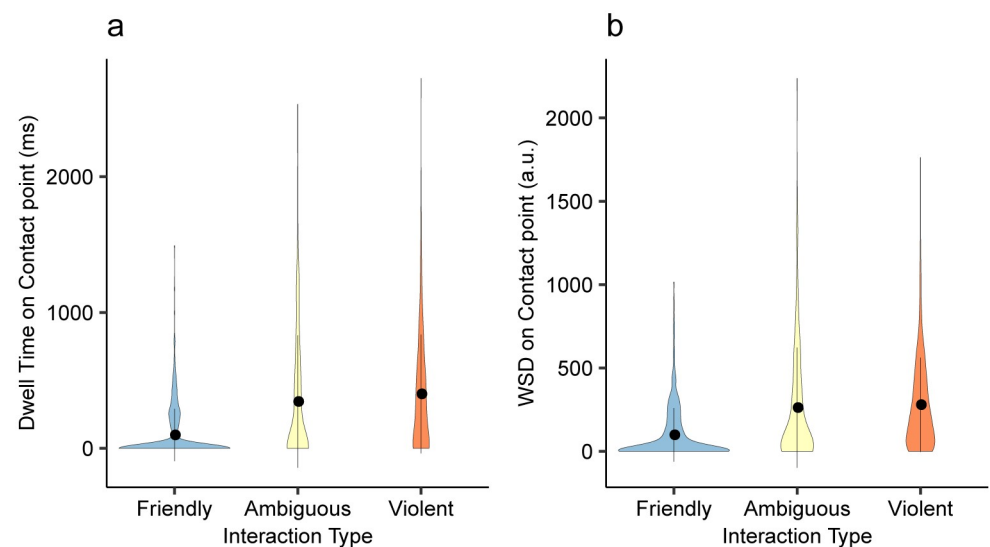 a
Dwell Time on Contact point (ms)
2000
1000
0
Friendly Ambiguous Violent
Interaction Type
b
WSD on Contact point (a.u.)
2000
1500
1000
500
0
Friendly Ambiguous Violent
Interaction Type